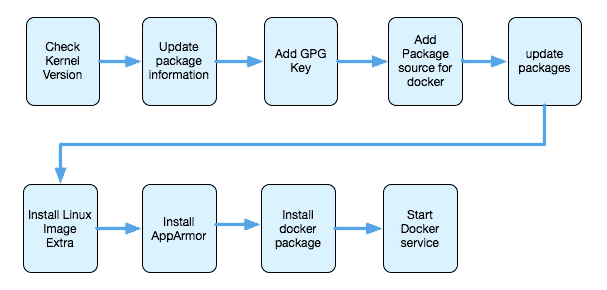 Check
Kernel
Version
Update
package
information
Add GPG
Key
Add
Package
source for
docker
update
packages
Install Linux
Image
Extra
Install
AppArmor
Install
docker
package
Start
Docker
service